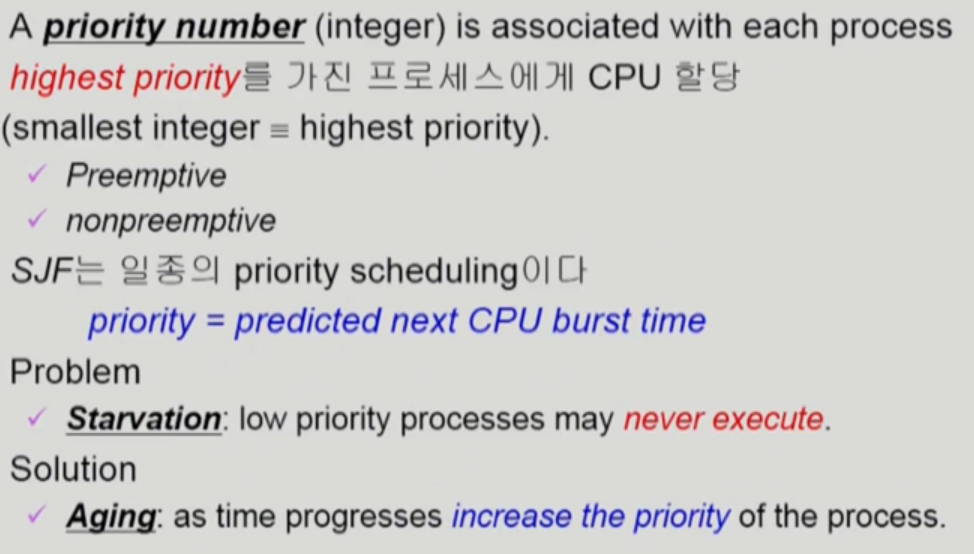 A priority number (integer) is associated with each process
highest priority를 가진 프로세스에게 CPU 할당
(smallest integer ≡ highest priority).
✓ Preemptive
✓ nonpreemptive
SJF는 일종의 priority scheduling이다
priority = predicted next CPU burst time
Problem
✓ Starvation: low priority processes may never execute.
Solution
✓ Aging: as time progresses increase the priority of the process.